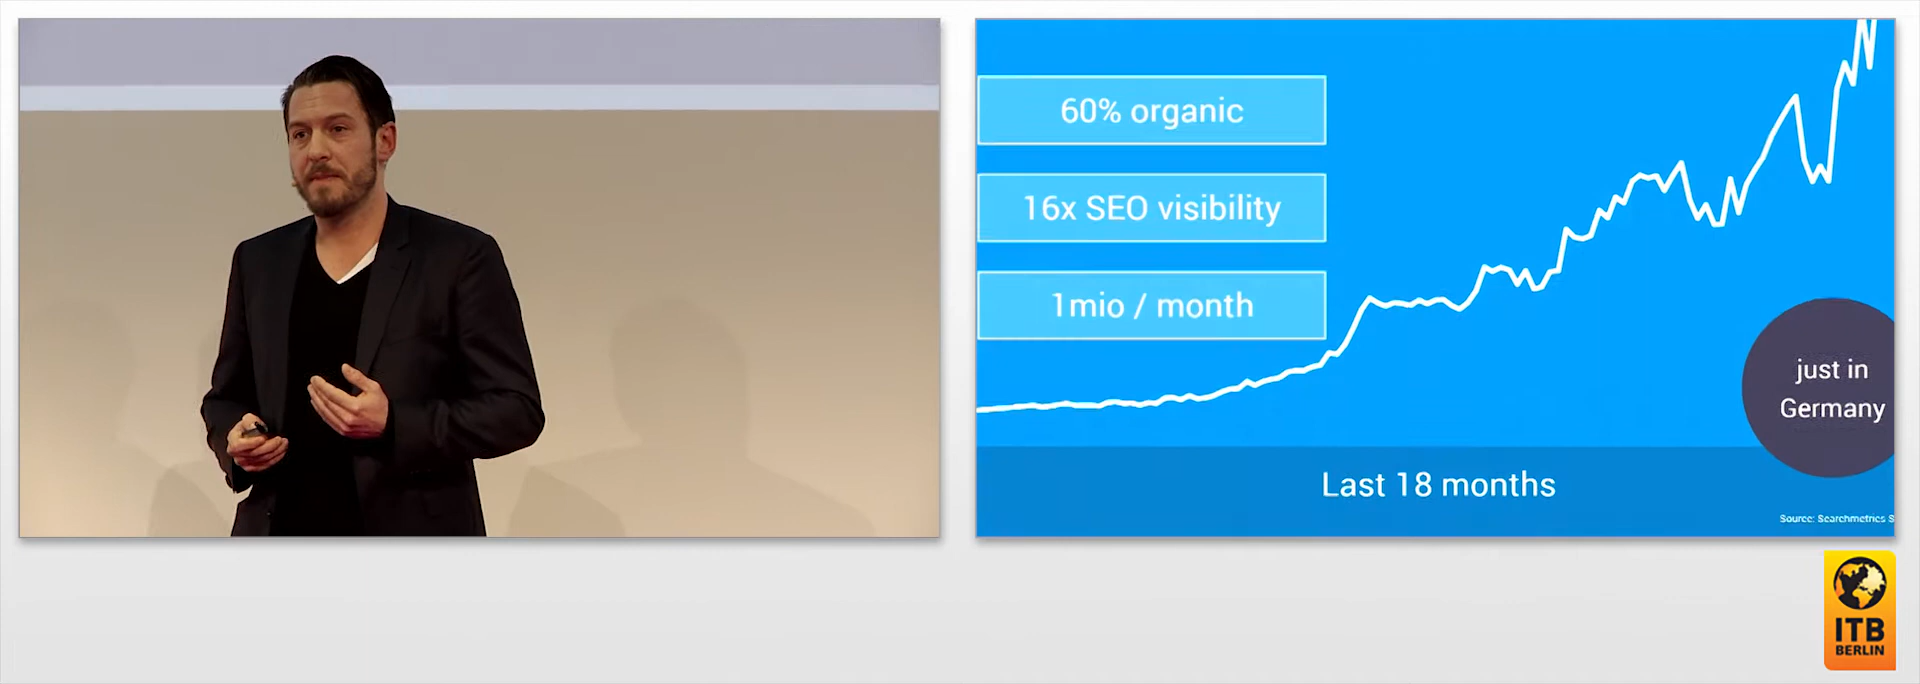 60% organic
16x SEO visibility
1mio / month
just in
Germany
Last 18 months
Source: Searchmetrics S
ITB
BERLIN